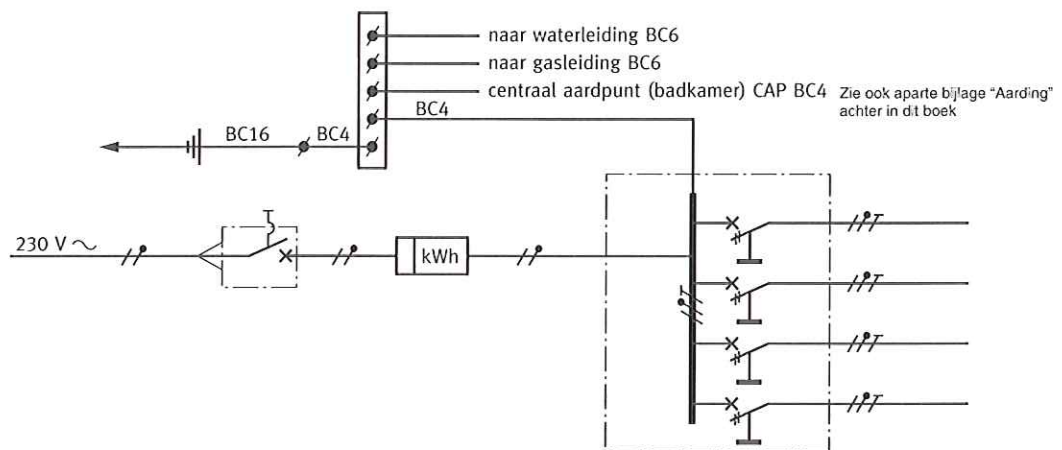 naar waterleiding BC6
naar gasleiding BC6
centraal aardpunt (badkamer) CAP BC4
Zie ook aparte bijlage "Aarding"
achter in dit boek
BC4
BC16
BC4
230 V ~
kWh